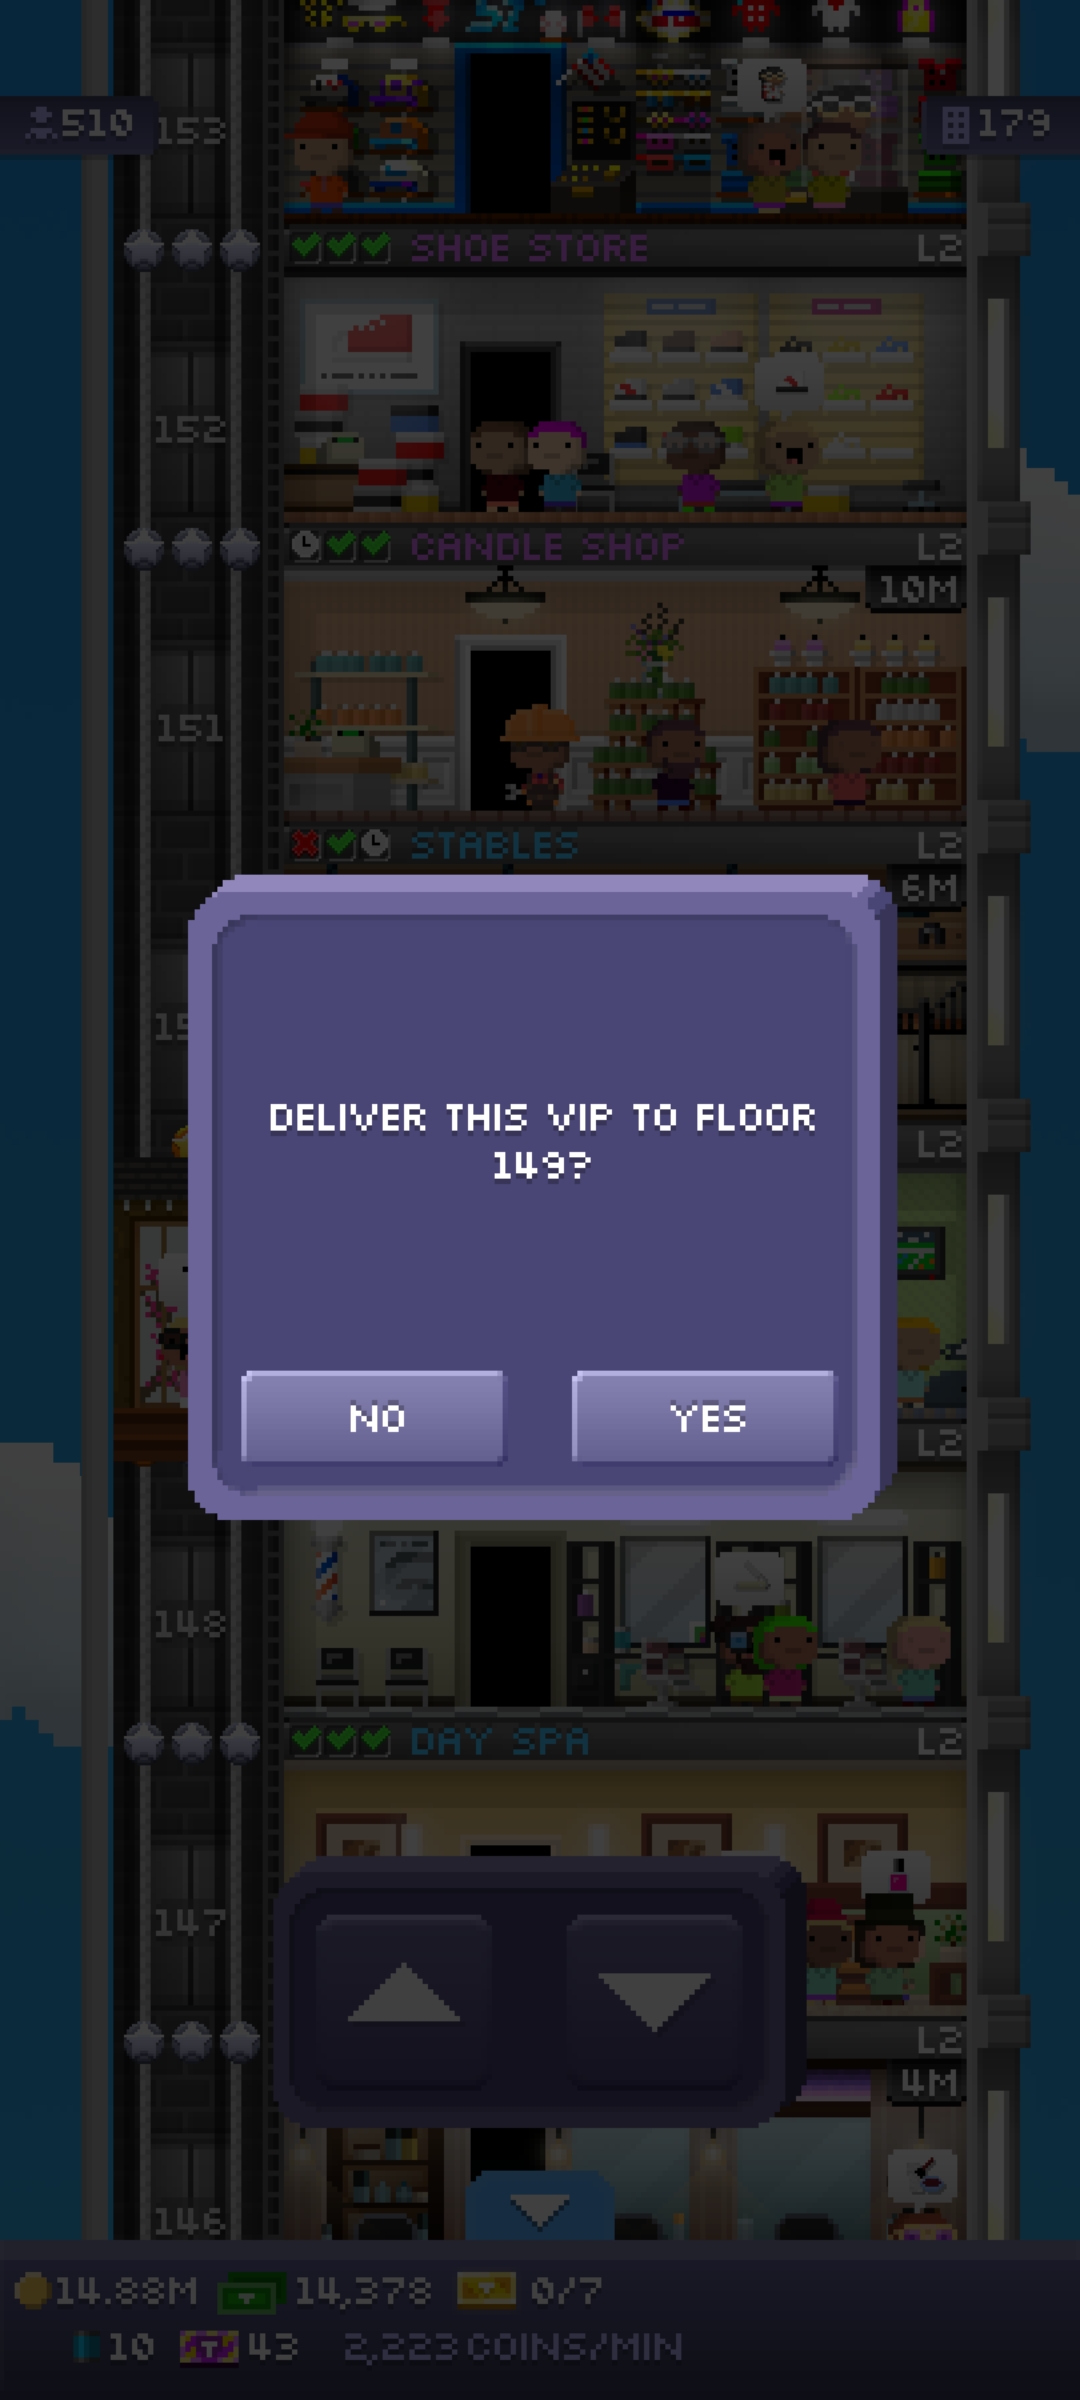 510
153
179
SHOE STORE L2
152
CANDLE SHOP L2
10M
151
STABLES L2
6M
L2
DELIVER THIS VIP TO FLOOR
149?
NO YES
L2
148
DAY SPA L2
147
L2
4M
146
14.88M 14,378 0/7
10 T 43 2,223 COINS/MIN